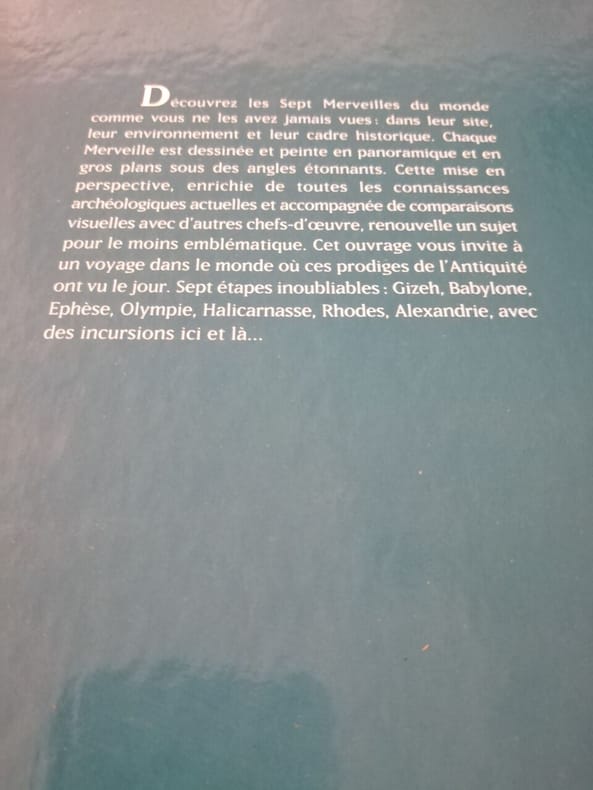 Découvrez les Sept Merveilles du monde
comme vous ne les avez jamais vues : dans leur site,
leur environnement et leur cadre historique. Chaque
Merveille est dessinée et peinte en panoramique et en
gros plans sous des angles étonnants. Cette mise en
perspective, enrichie de toutes les connaissances
archéologiques actuelles et accompagnée de comparaisons
visuelles avec d'autres chefs-d'œuvre, renouvelle un sujet
pour le moins emblématique. Cet ouvrage vous invite à
un voyage dans le monde où ces prodiges de l'Antiquité
ont vu le jour. Sept étapes inoubliables : Gizeh, Babylone,
Ephèse, Olympie, Halicarnasse, Rhodes, Alexandrie, avec
des incursions ici et là...